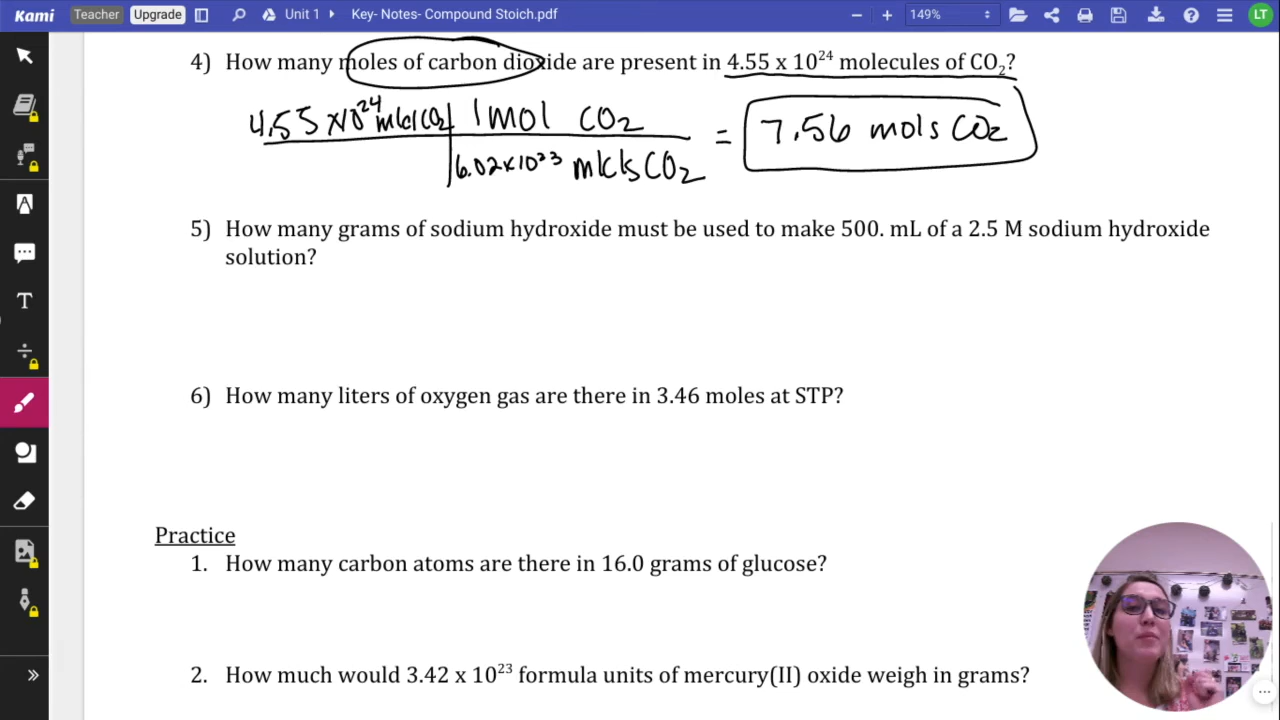 Kami Teacher Upgrade Unit 1 Key- Notes- Compound Stoich.pdf 149% LT
4) How many moles of carbon dioxide are present in 4.55 x 10²⁴ molecules of CO₂?
4.55 x10²⁴ mlcl CO₂ 1 mol CO₂
= 7.56 mols CO₂
6.02x10²³ mlcls CO₂
5) How many grams of sodium hydroxide must be used to make 500. mL of a 2.5 M sodium hydroxide
solution?
6) How many liters of oxygen gas are there in 3.46 moles at STP?
Practice
1. How many carbon atoms are there in 16.0 grams of glucose?
2. How much would 3.42 x 10²³ formula units of mercury(II) oxide weigh in grams?